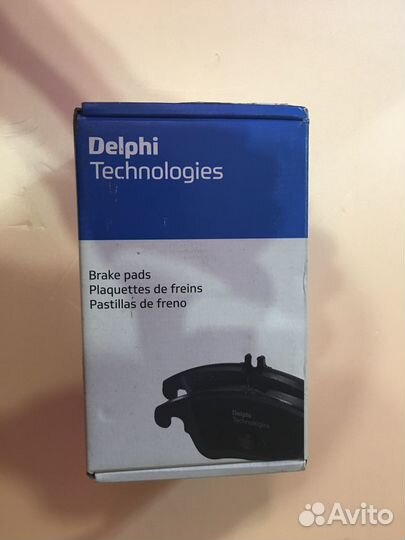 Delphi
Technologies
Brake pads
Plaquettes de freins
Pastillas de freno
Delphi
Technologies
Avito